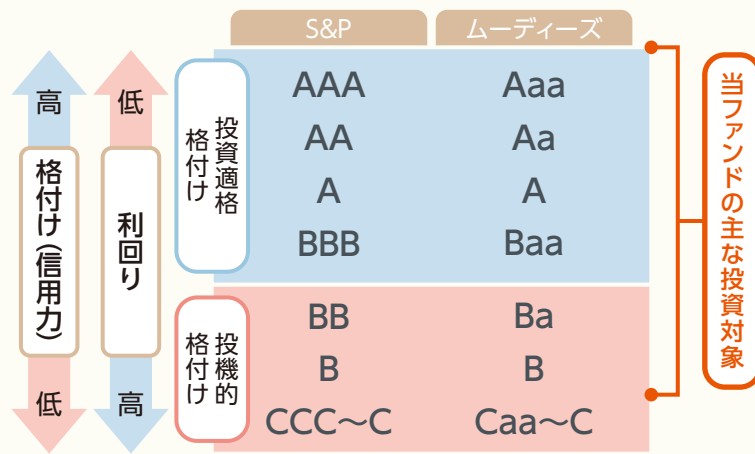 S&P ムーディーズ
高
格付け（信用力）
低
低
利回り
高
投資適格
格付け
AAA Aaa
AA Aa
A A
BBB Baa
投機的
格付け
BB Ba
B B
CCC～C Caa～C
当ファンドの主な投資対象